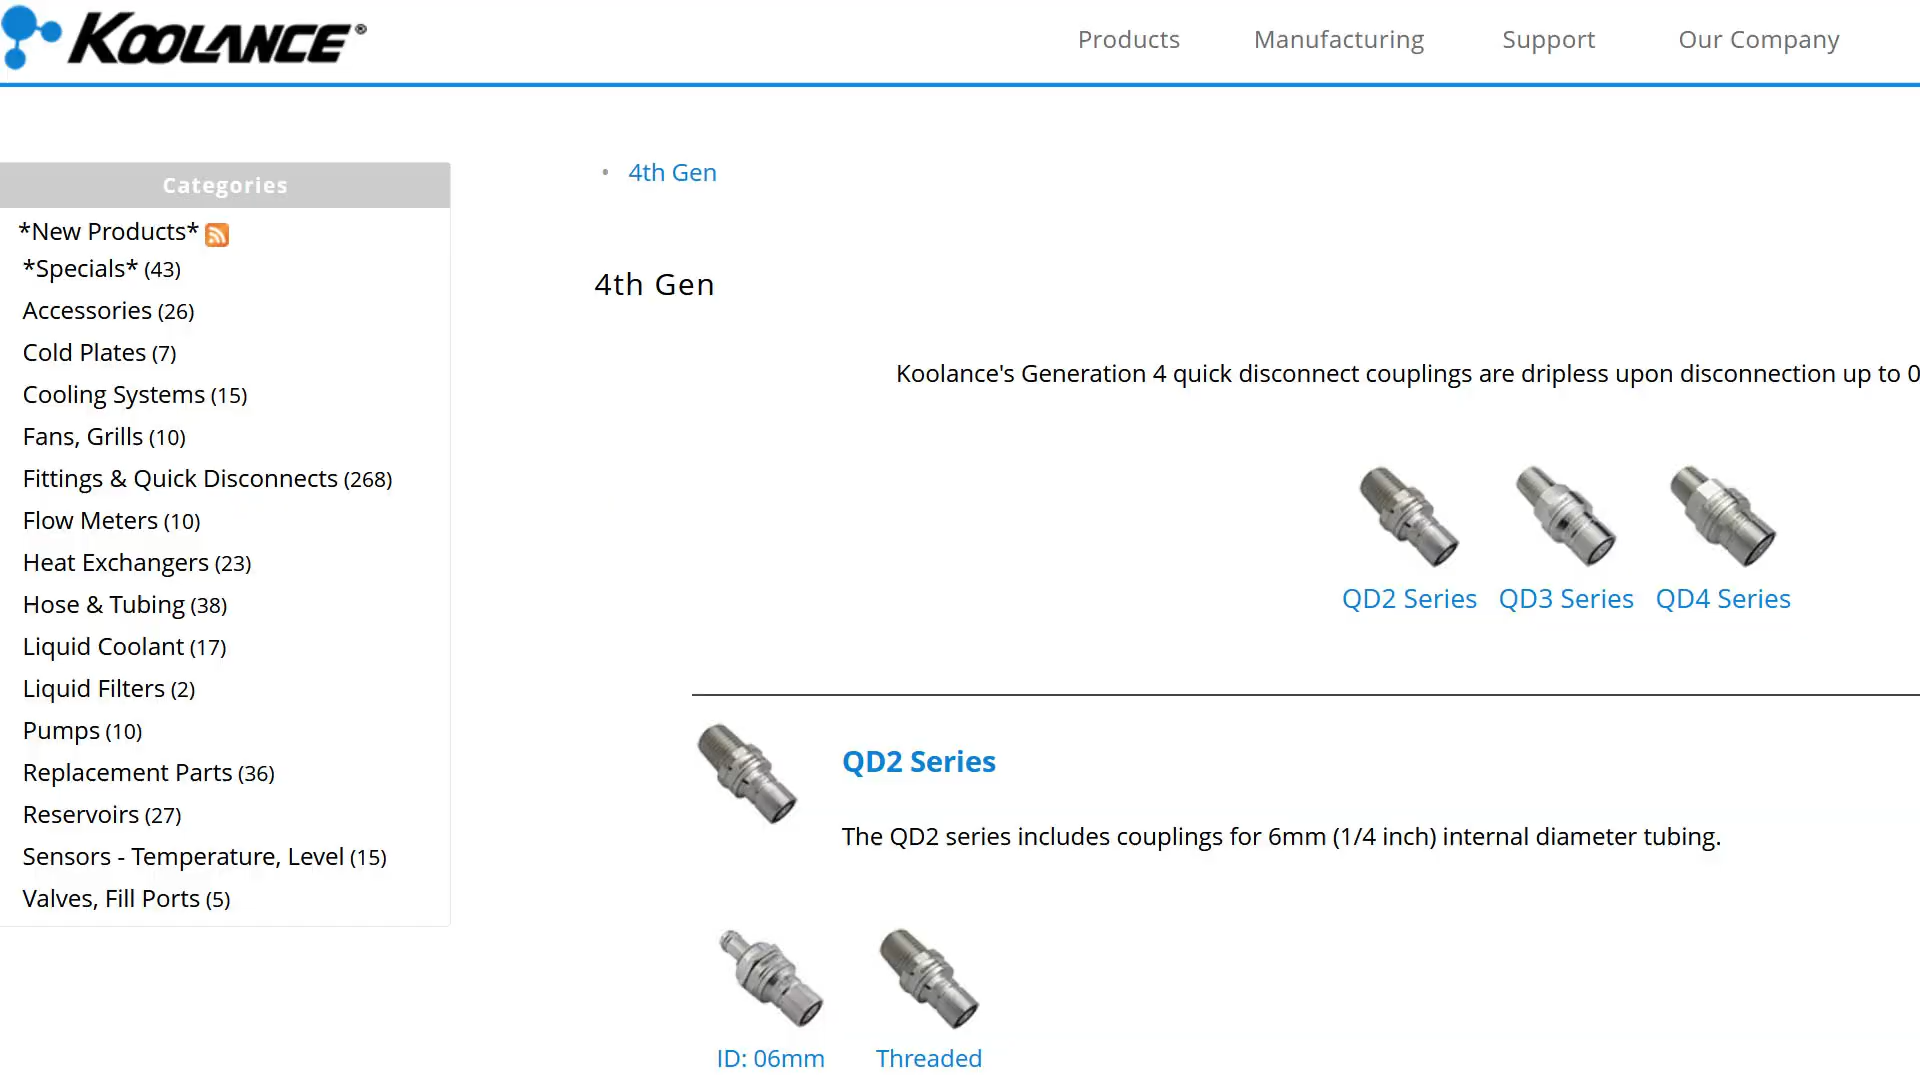 KOOLANCE®
Products
Manufacturing
Support
Our Company
Categories
*New Products*
*Specials* (43)
Accessories (26)
Cold Plates (7)
Cooling Systems (15)
Fans, Grills (10)
Fittings & Quick Disconnects (268)
Flow Meters (10)
Heat Exchangers (23)
Hose & Tubing (38)
Liquid Coolant (17)
Liquid Filters (2)
Pumps (10)
Replacement Parts (36)
Reservoirs (27)
Sensors - Temperature, Level (15)
Valves, Fill Ports (5)
• 4th Gen
4th Gen
Koolance's Generation 4 quick disconnect couplings are dripless upon disconnection up to 0
QD2 Series
QD3 Series
QD4 Series
QD2 Series
The QD2 series includes couplings for 6mm (1/4 inch) internal diameter tubing.
ID: 06mm
Threaded